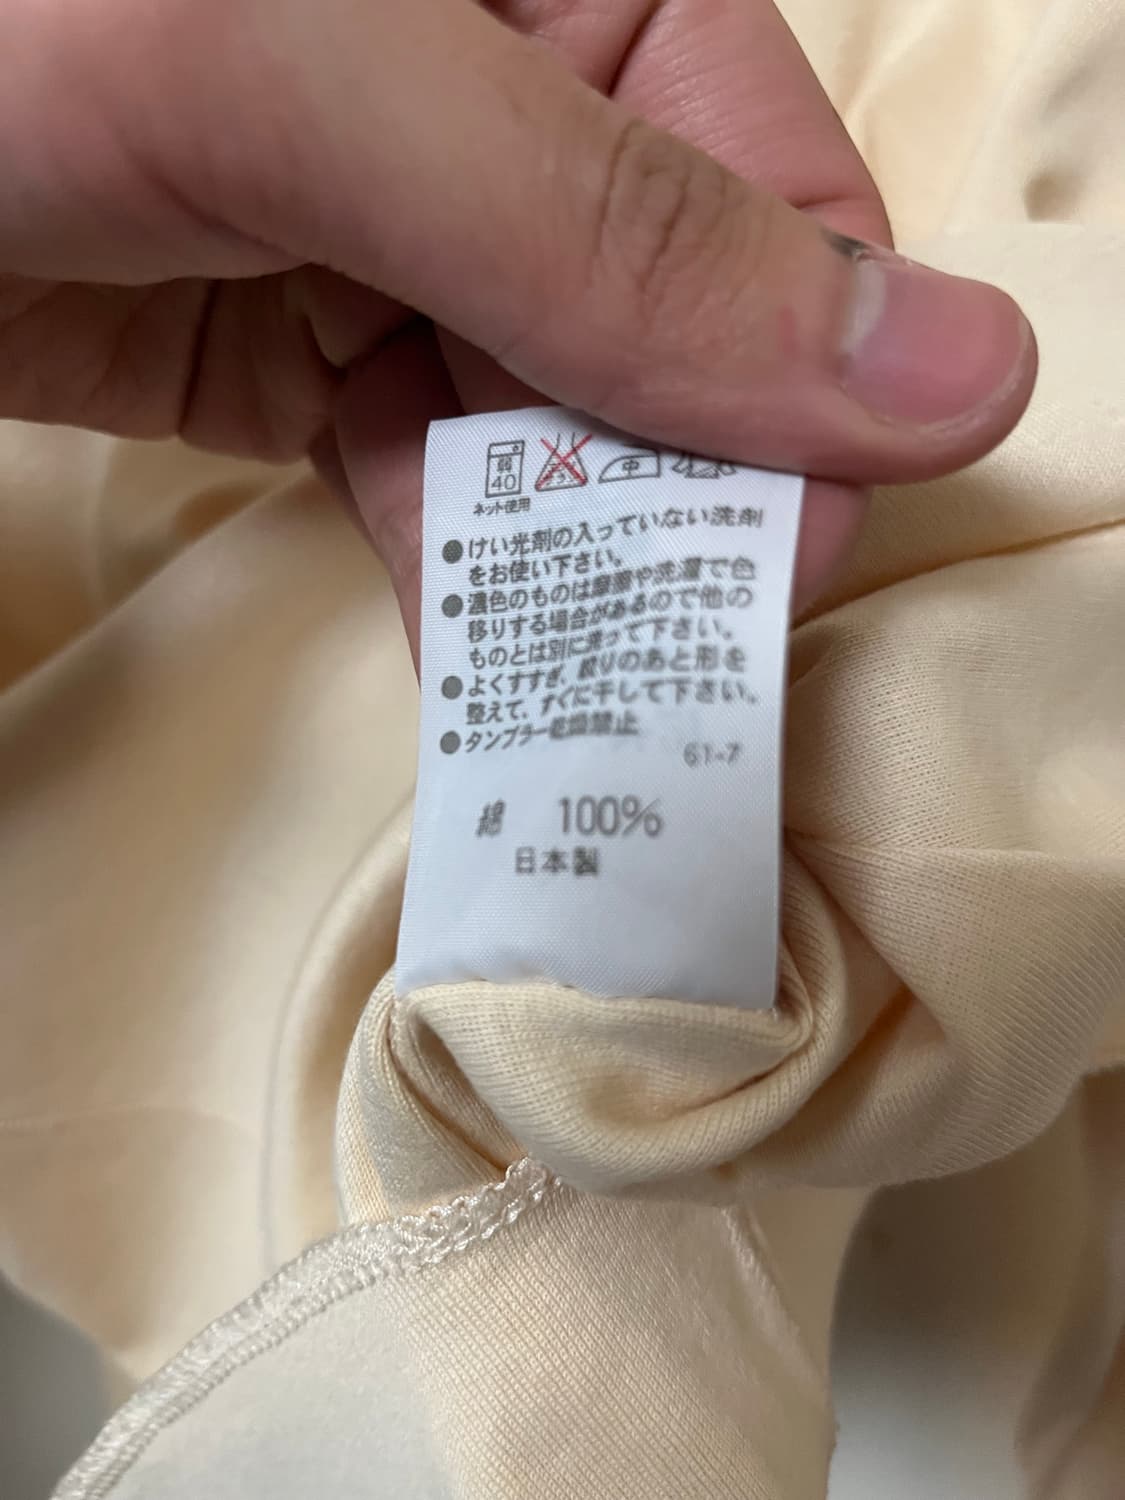 弱
40
ネット使用
中
●けい光剤の入っていない洗剤
をお使い下さい。
●濃色のものは摩擦や洗濯で色
移りする場合があるので他の
ものとは別に洗って下さい。
●よくすすぎ、絞りのあと形を
整えて、すぐに干して下さい。
●タンブラー乾燥禁止
61-7
綿 100%
日本製